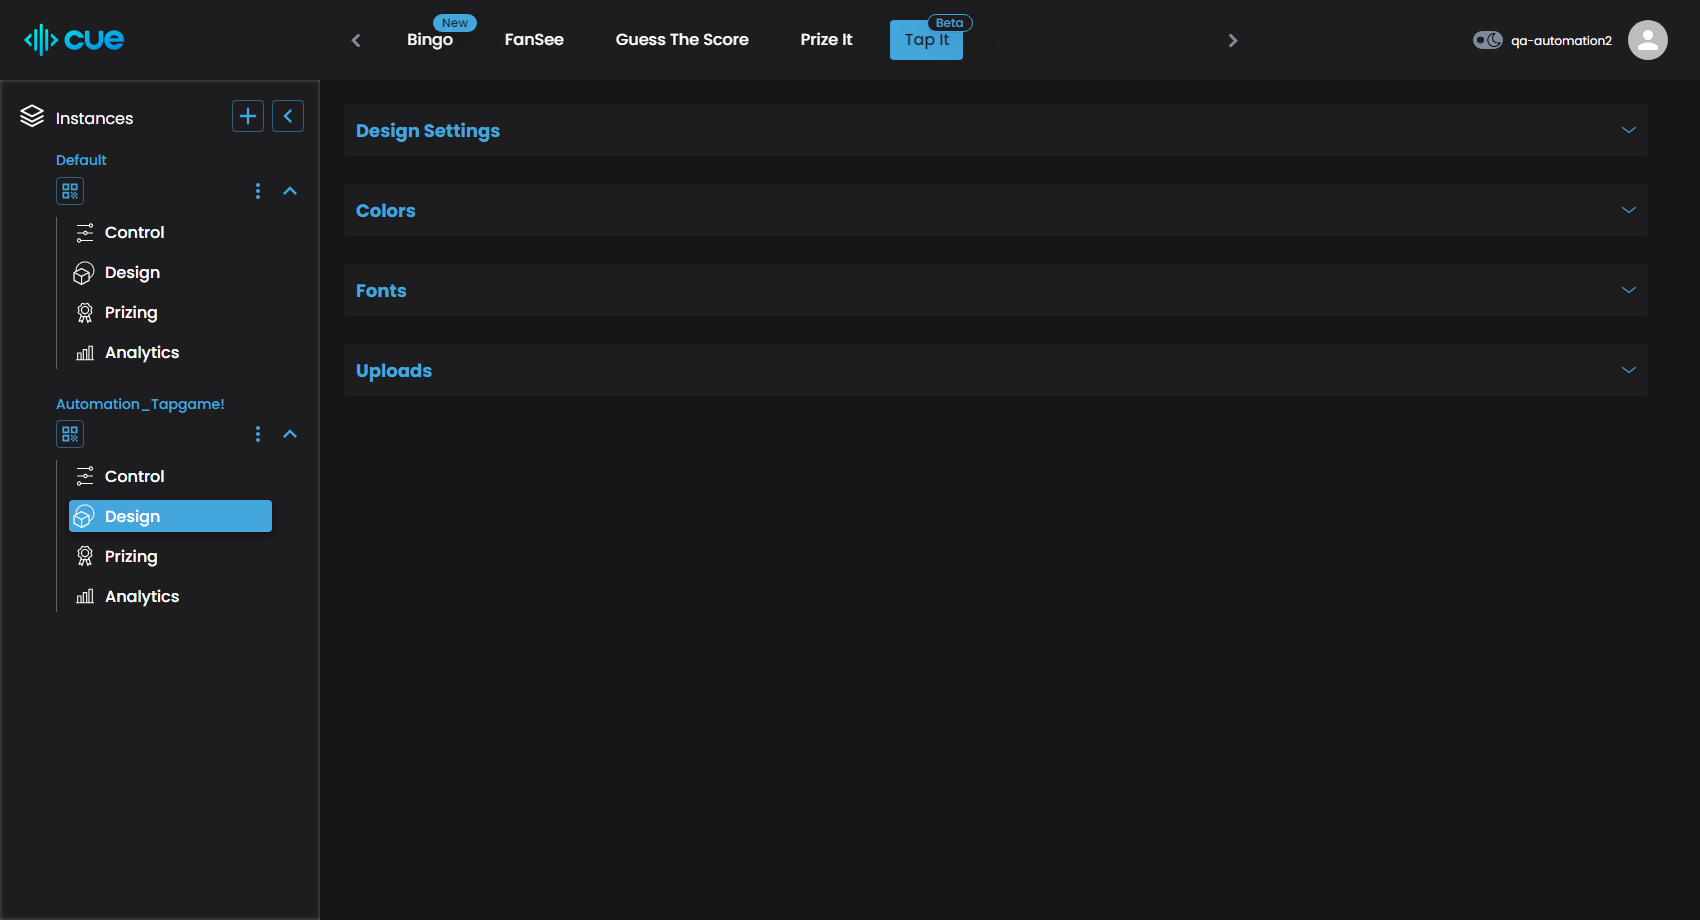 cue
New
Beta
Bingo
FanSee
Guess The Score
Prize It
Tap It
qa-automation2
Instances
Default
Control
Design
Prizing
Analytics
Automation_Tapgame!
Control
Design
Prizing
Analytics
Design Settings
Colors
Fonts
Uploads